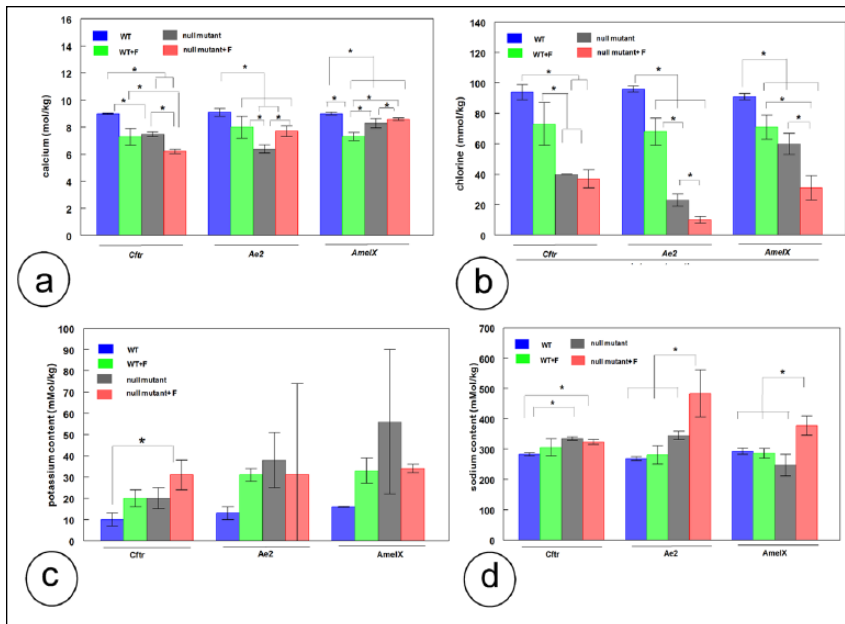 16
14
12
10
8
6
4
2
0
calcium (mol/kg)
WT
WT+F
null mutant
null mutant+ F
* * * * *
* * *
* * * * *
Cftr Ae2 AmelX
a
140
120
100
80
60
40
20
0
chlorine (mmol/kg)
WT
WT+F
null mutant
null mutant+ F
* *
* * *
* * *
Cftr Ae2 AmelX
b
100
90
80
70
60
50
40
30
20
10
0
potassium content (mMol/kg)
WT
WT+F
null mutant
null mutant+ F
*
Cftr Ae2 AmelX
c
700
600
500
400
300
200
100
0
sodium content (mMol/kg)
WT
WT+F
null mutant
null mutant+ F
* *
*
*
Cftr Ae2 AmelX
d